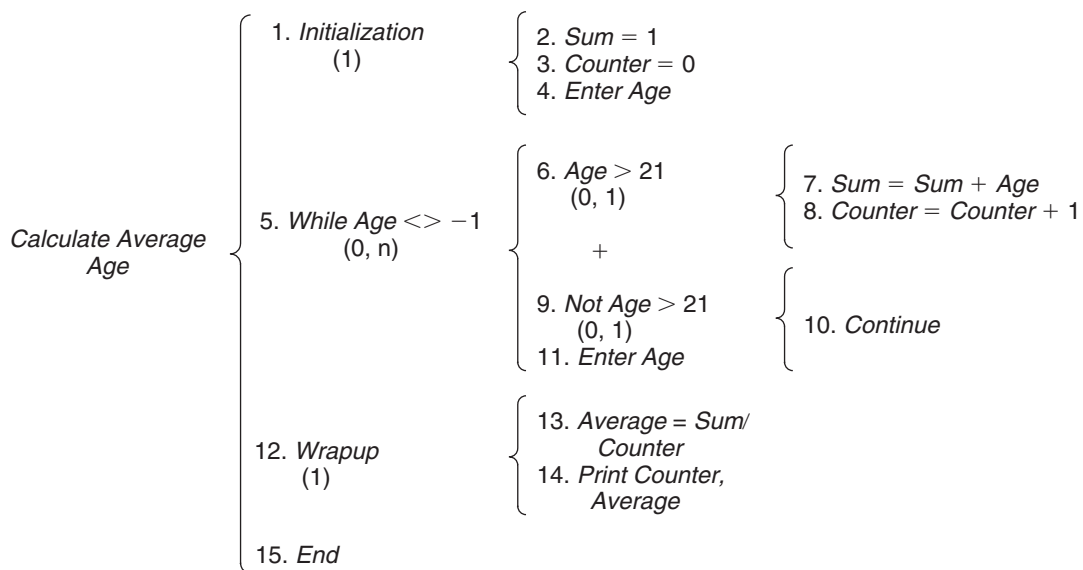 Calculate Average
Age
1. Initialization
(1)
2. Sum = 1
3. Counter = 0
4. Enter Age
5. While Age <> −1
(0, n)
6. Age > 21
(0, 1)
7. Sum = Sum + Age
8. Counter = Counter + 1
+
9. Not Age > 21
(0, 1)
10. Continue
11. Enter Age
12. Wrapup
(1)
13. Average = Sum/
Counter
14. Print Counter,
Average
15. End